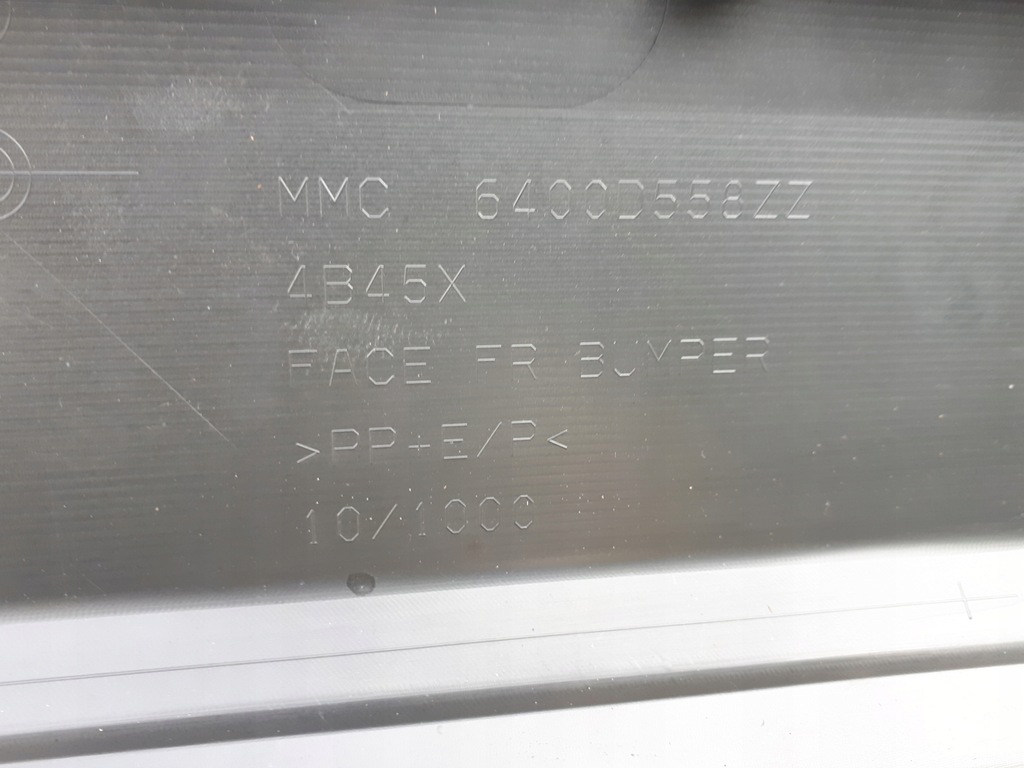 MMC 6400D558ZZ
4B45X
FACE FR BUMPER
>PP+E/P<
10/1000